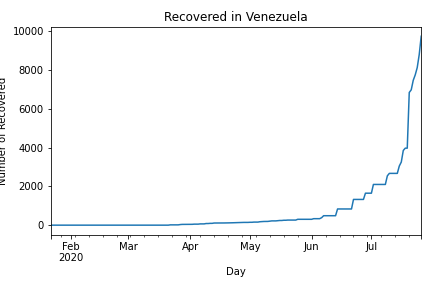 Recovered in Venezuela
Number of Recovered
10000
8000
6000
4000
2000
0
Feb
2020
Mar
Apr
May
Jun
Jul
Day